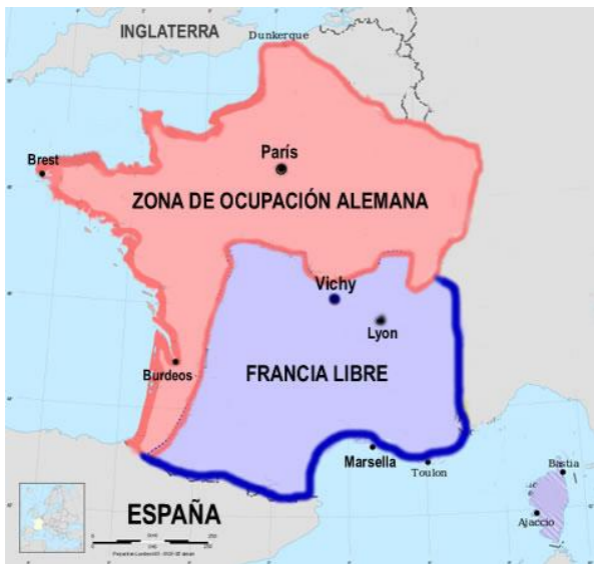 INGLATERRA
Dunkerque
Brest
París
ZONA DE OCUPACIÓN ALEMANA
Vichy
Lyon
Burdeos
FRANCIA LIBRE
Marsella
Toulon
Bastia
Ajaccio
ESPAÑA